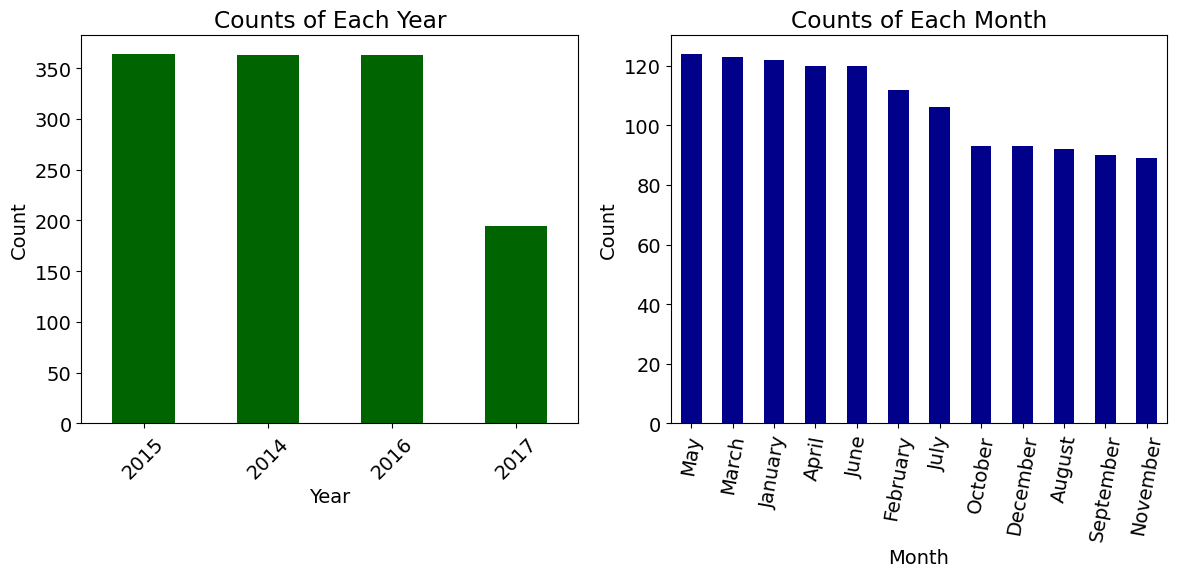 Counts of Each Year
Count
350
300
250
200
150
100
50
0
2015 2014 2016 2017
Year
Counts of Each Month
Count
120
100
80
60
40
20
0
May March January April June February July October December August September November
Month